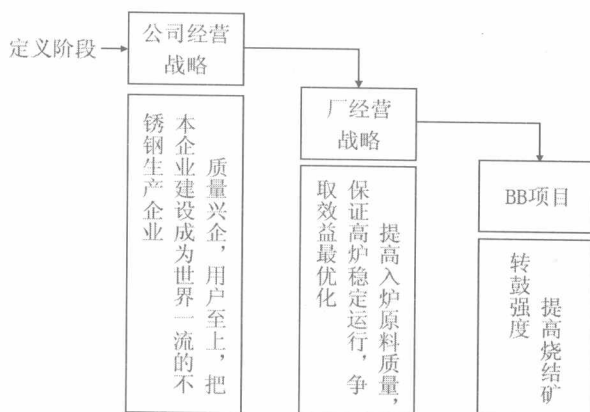 定义阶段
公司经营
战略
质量兴企，用户至上，把
本企业建设成为世界一流的不
锈钢生产企业
厂经营
战略
提高入炉原料质量，
保证高炉稳定运行，争
取效益最优化
BB项目
提高烧结矿
转鼓强度